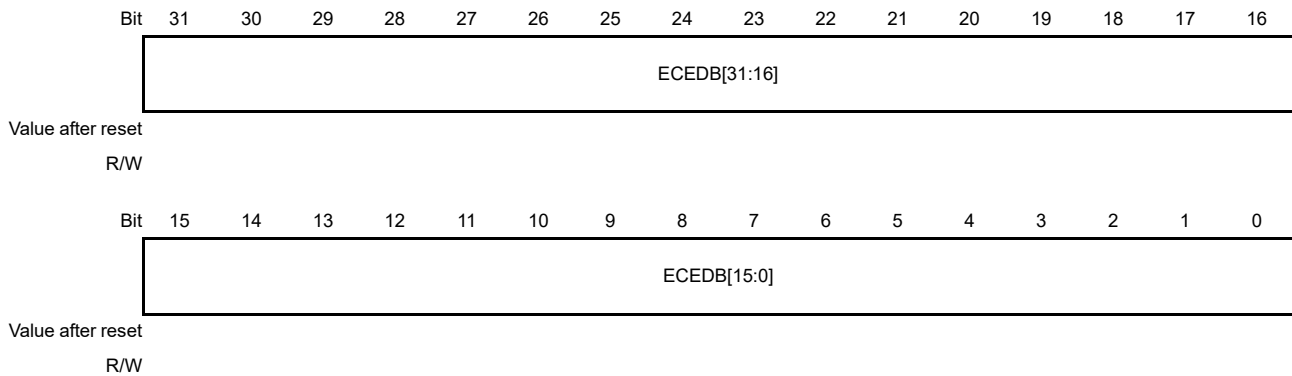 Bit 31 30 29 28 27 26 25 24 23 22 21 20 19 18 17 16
ECEDB[31:16]
Value after reset
R/W
Bit 15 14 13 12 11 10 9 8 7 6 5 4 3 2 1 0
ECEDB[15:0]
Value after reset
R/W